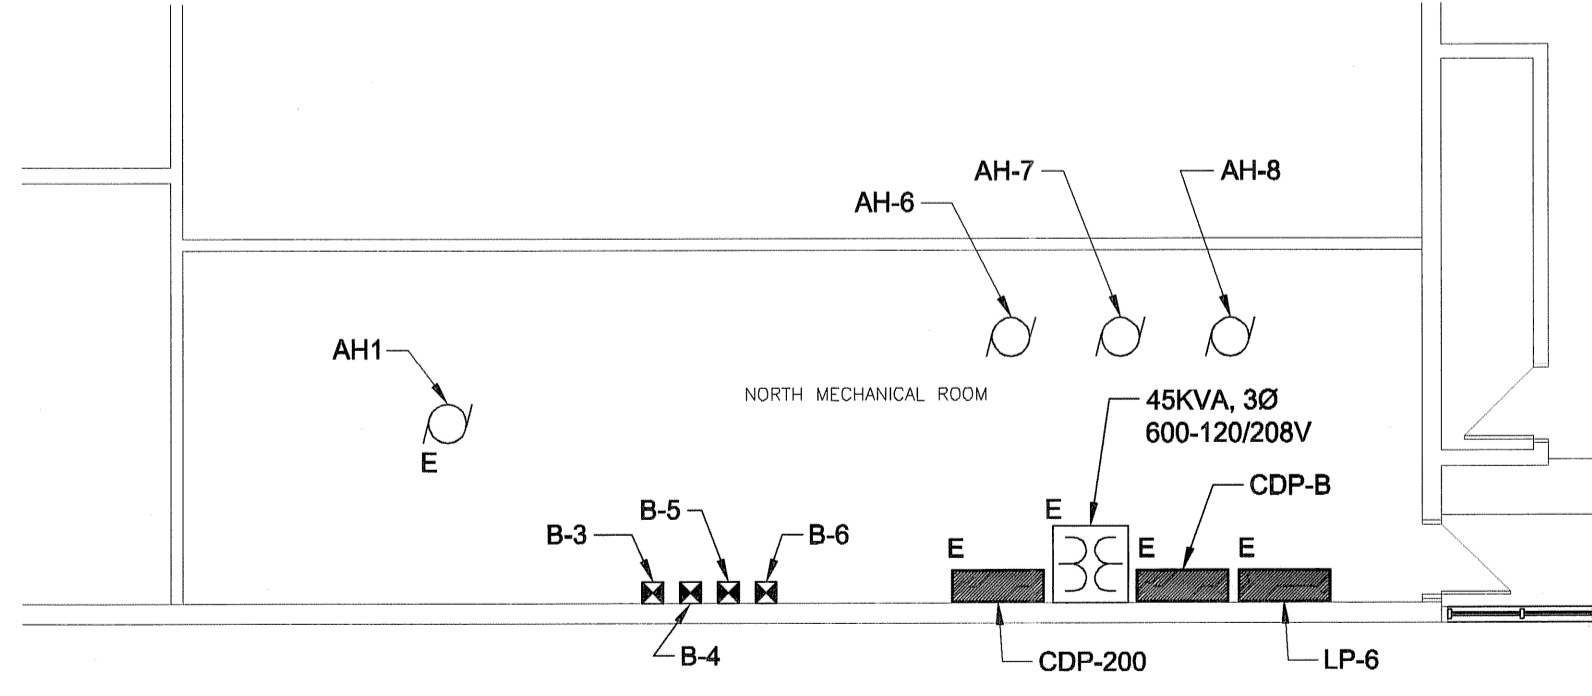 AH-7
AH-8
AH-6
AH1
NORTH MECHANICAL ROOM
45KVA, 3Ø
600-120/208V
E
CDP-B
B-5
E
B-3
B-6
E
E
E
B-4
CDP-200
LP-6